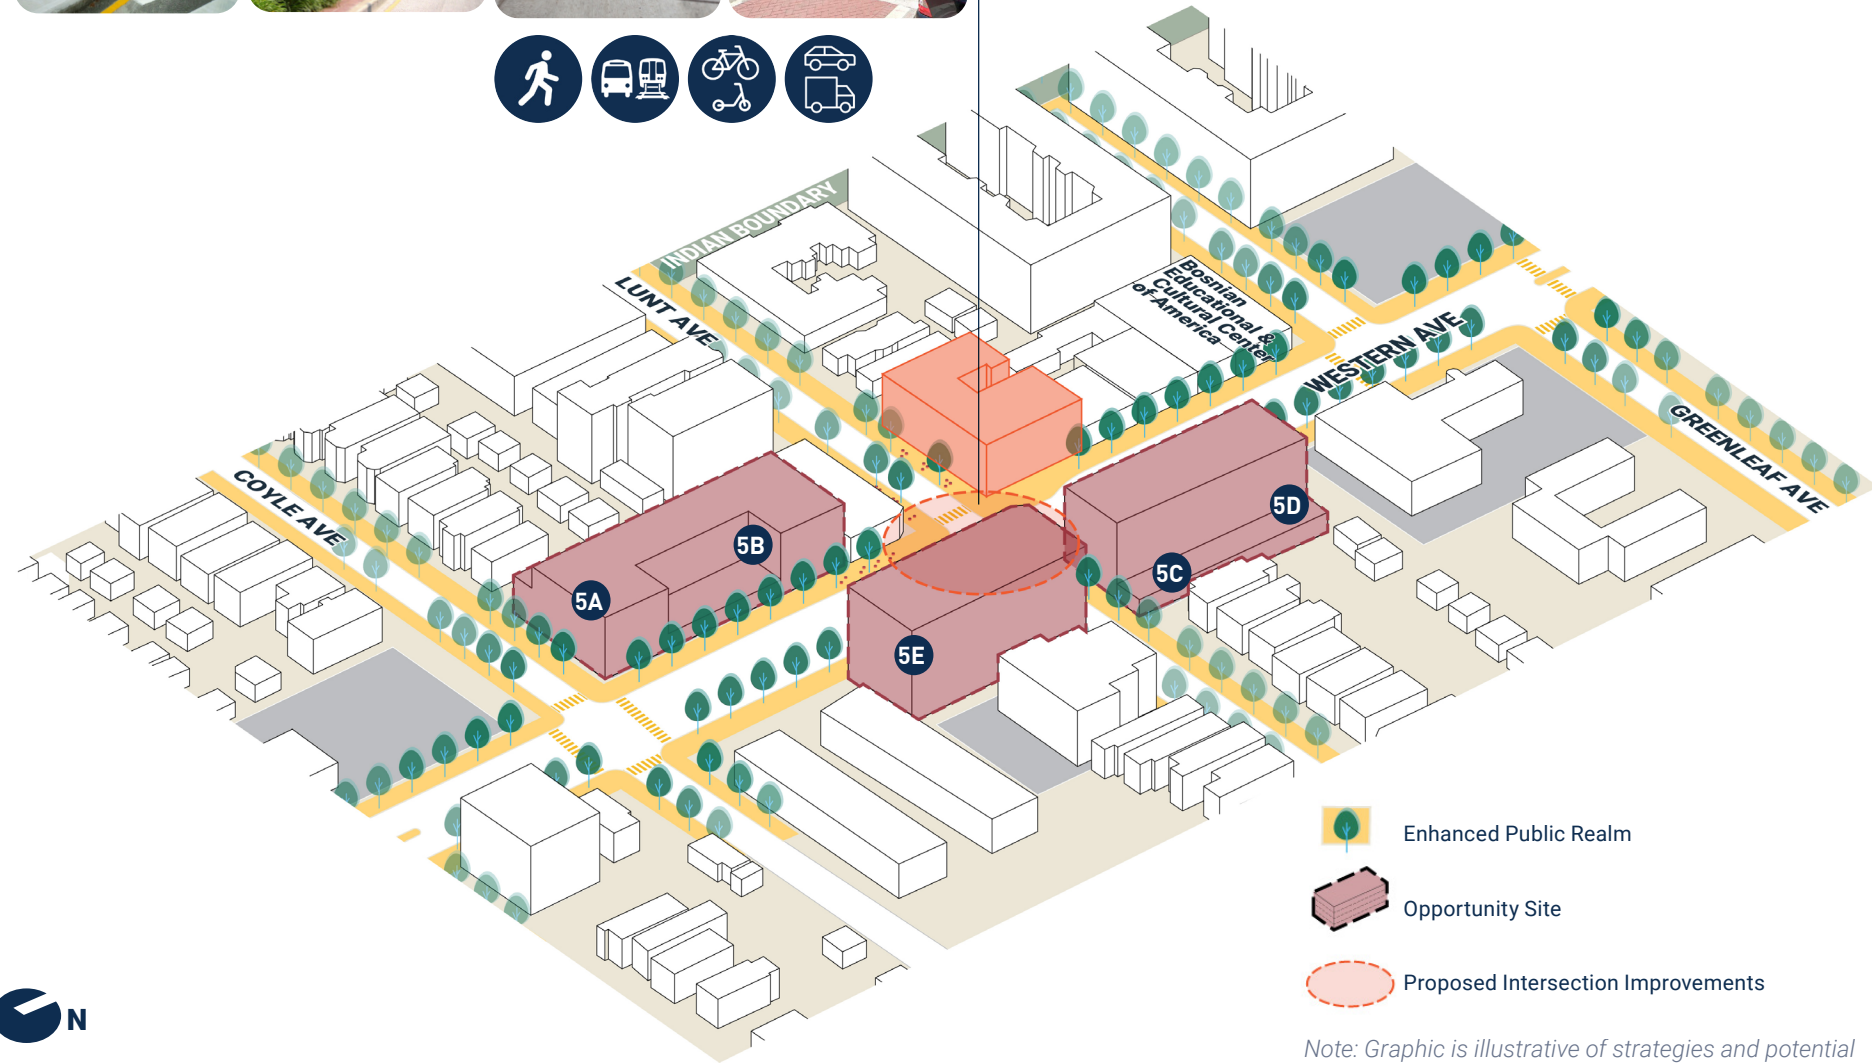 INDIAN BOUNDARY
LUNT AVE
Bosnian
Educational &
Cultural Center
of America
WESTERN AVE
GREENLEAF AVE
COYLE AVE
5A
5B
5C
5D
5E
Enhanced Public Realm
Opportunity Site
Proposed Intersection Improvements
N
Note: Graphic is illustrative of strategies and potential